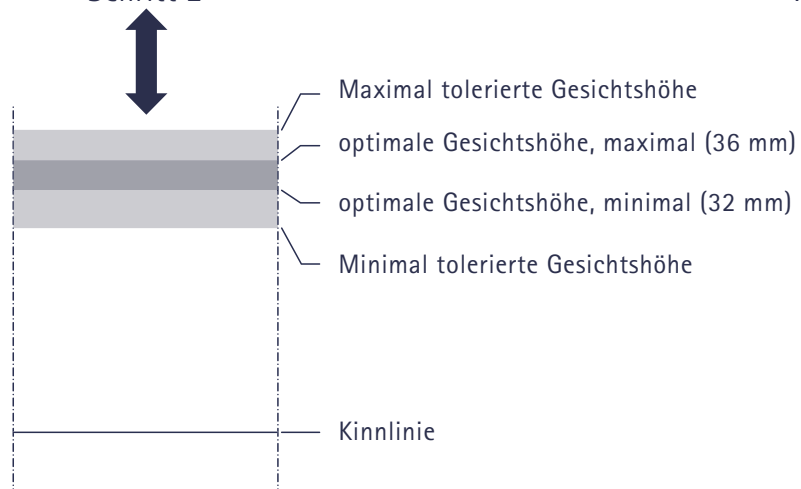 Maximal tolerierte Gesichtshöhe
optimale Gesichtshöhe, maximal (36 mm)
optimale Gesichtshöhe, minimal (32 mm)
Minimal tolerierte Gesichtshöhe
Kinnlinie